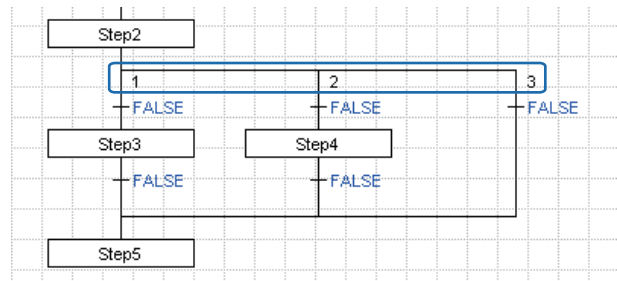 Step2
1 2 3
FALSE FALSE FALSE
Step3 Step4
FALSE FALSE
Step5